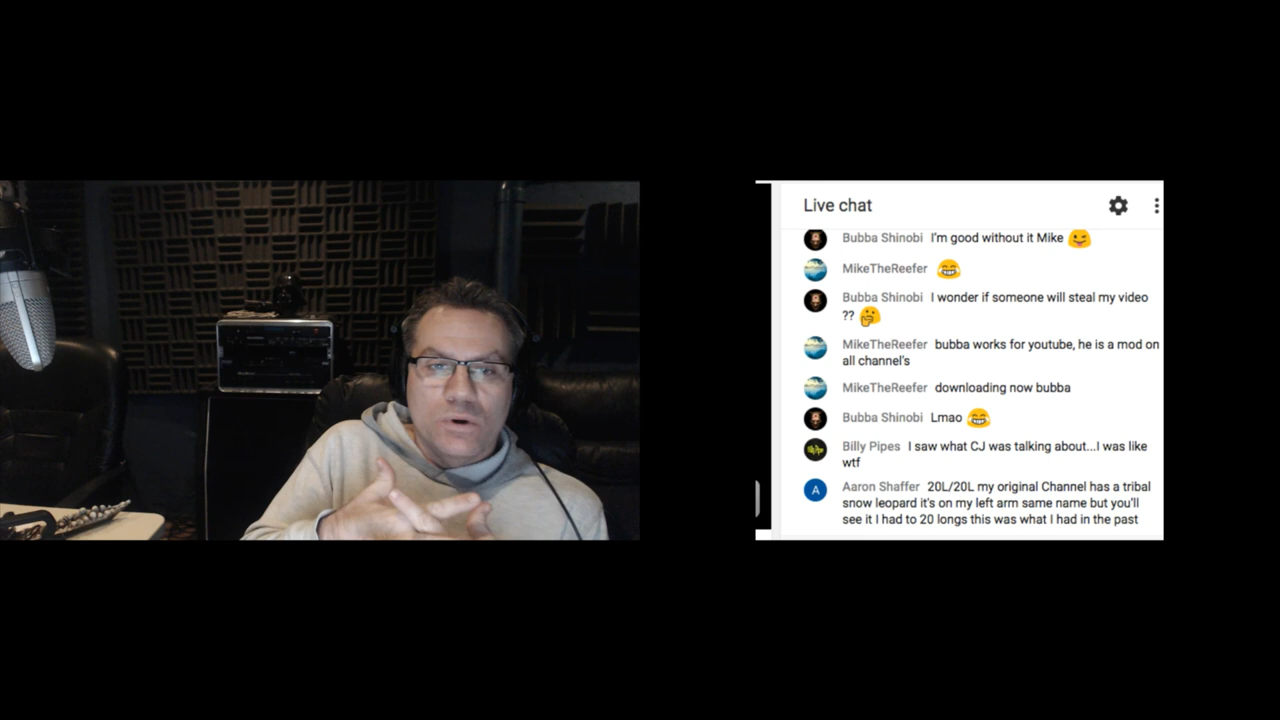 Live chat
Bubba Shinobi I'm good without it Mike 😜
MikeTheReefer 😂
Bubba Shinobi I wonder if someone will steal my video
?? 🤔
MikeTheReefer bubba works for youtube, he is a mod on
all channel's
MikeTheReefer downloading now bubba
Bubba Shinobi Lmao 😂
Billy Pipes I saw what CJ was talking about...I was like
wtf
A Aaron Shaffer 20L/20L my original Channel has a tribal
snow leopard it's on my left arm same name but you'll
see it I had to 20 longs this was what I had in the past